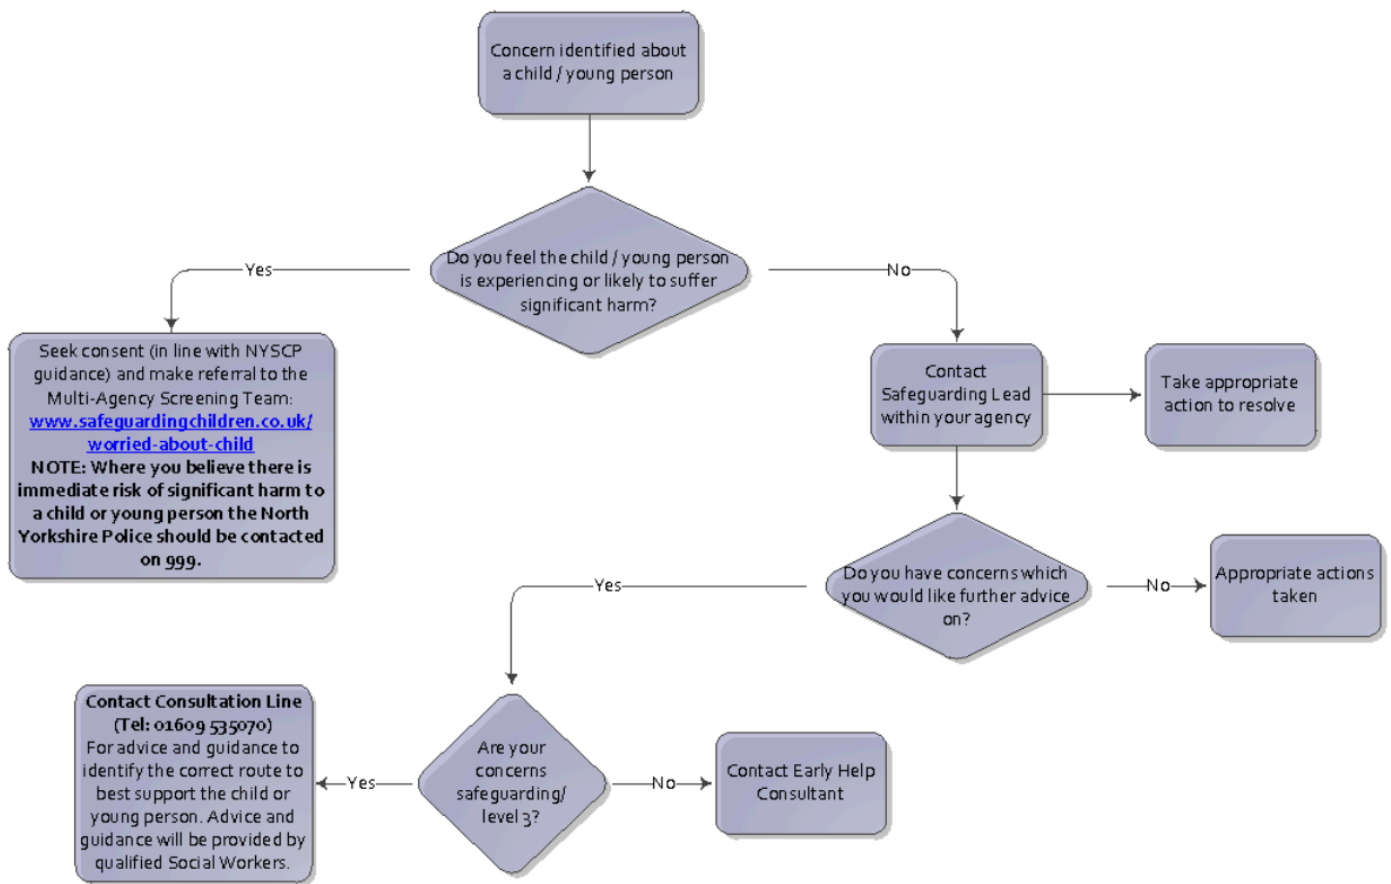 Concern identified about
a child / young person
Do you feel the child / young person
is experiencing or likely to suffer
significant harm?
Yes
No
Seek consent (in line with NYSCP
guidance) and make referral to the
Multi-Agency Screening Team:
www.safeguardingchildren.co.uk/
worried-about-child
NOTE: Where you believe there is
immediate risk of significant harm to
a child or young person the North
Yorkshire Police should be contacted
on 999.
Contact
Safeguarding Lead
within your agency
Take appropriate
action to resolve
Do you have concerns which
you would like further advice
on?
Yes
No
Appropriate actions
taken
Are your
concerns
safeguarding/
level 3?
Yes
No
Contact Consultation Line
(Tel: 01609 535070)
For advice and guidance to
identify the correct route to
best support the child or
young person. Advice and
guidance will be provided by
qualified Social Workers.
Contact Early Help
Consultant